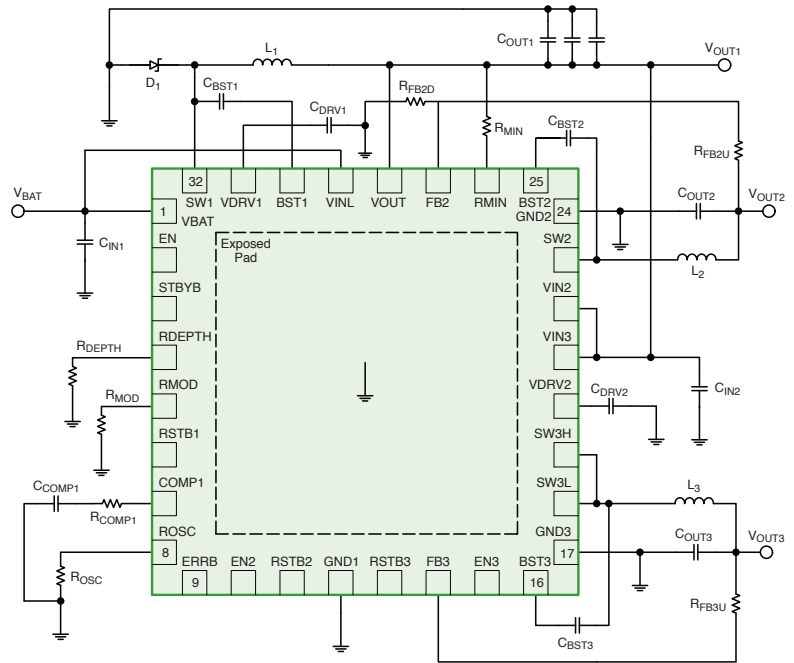 COUT1
VOUT1
L1
D1
CBST1
CDRV1
RFB2D
RMIN
CBST2
RFB2U
VBAT
32
25
SW1 VDRV1 BST1 VINL VOUT FB2 RMIN BST2
1
VBAT
GND2
24
COUT2
VOUT2
CIN1
EN
Exposed
Pad
SW2
L2
STBYB
VIN2
RDEPTH
RDEPTH
VIN3
RMOD
RMOD
VDRV2
CDRV2
CIN2
RSTB1
SW3H
CCOMP1
RCOMP1
COMP1
SW3L
L3
ROSC
8
GND3
17
COUT3
VOUT3
ROSC
ERRB EN2 RSTB2 GND1 RSTB3 FB3 EN3 BST3
9
16
RFB3U
CBST3